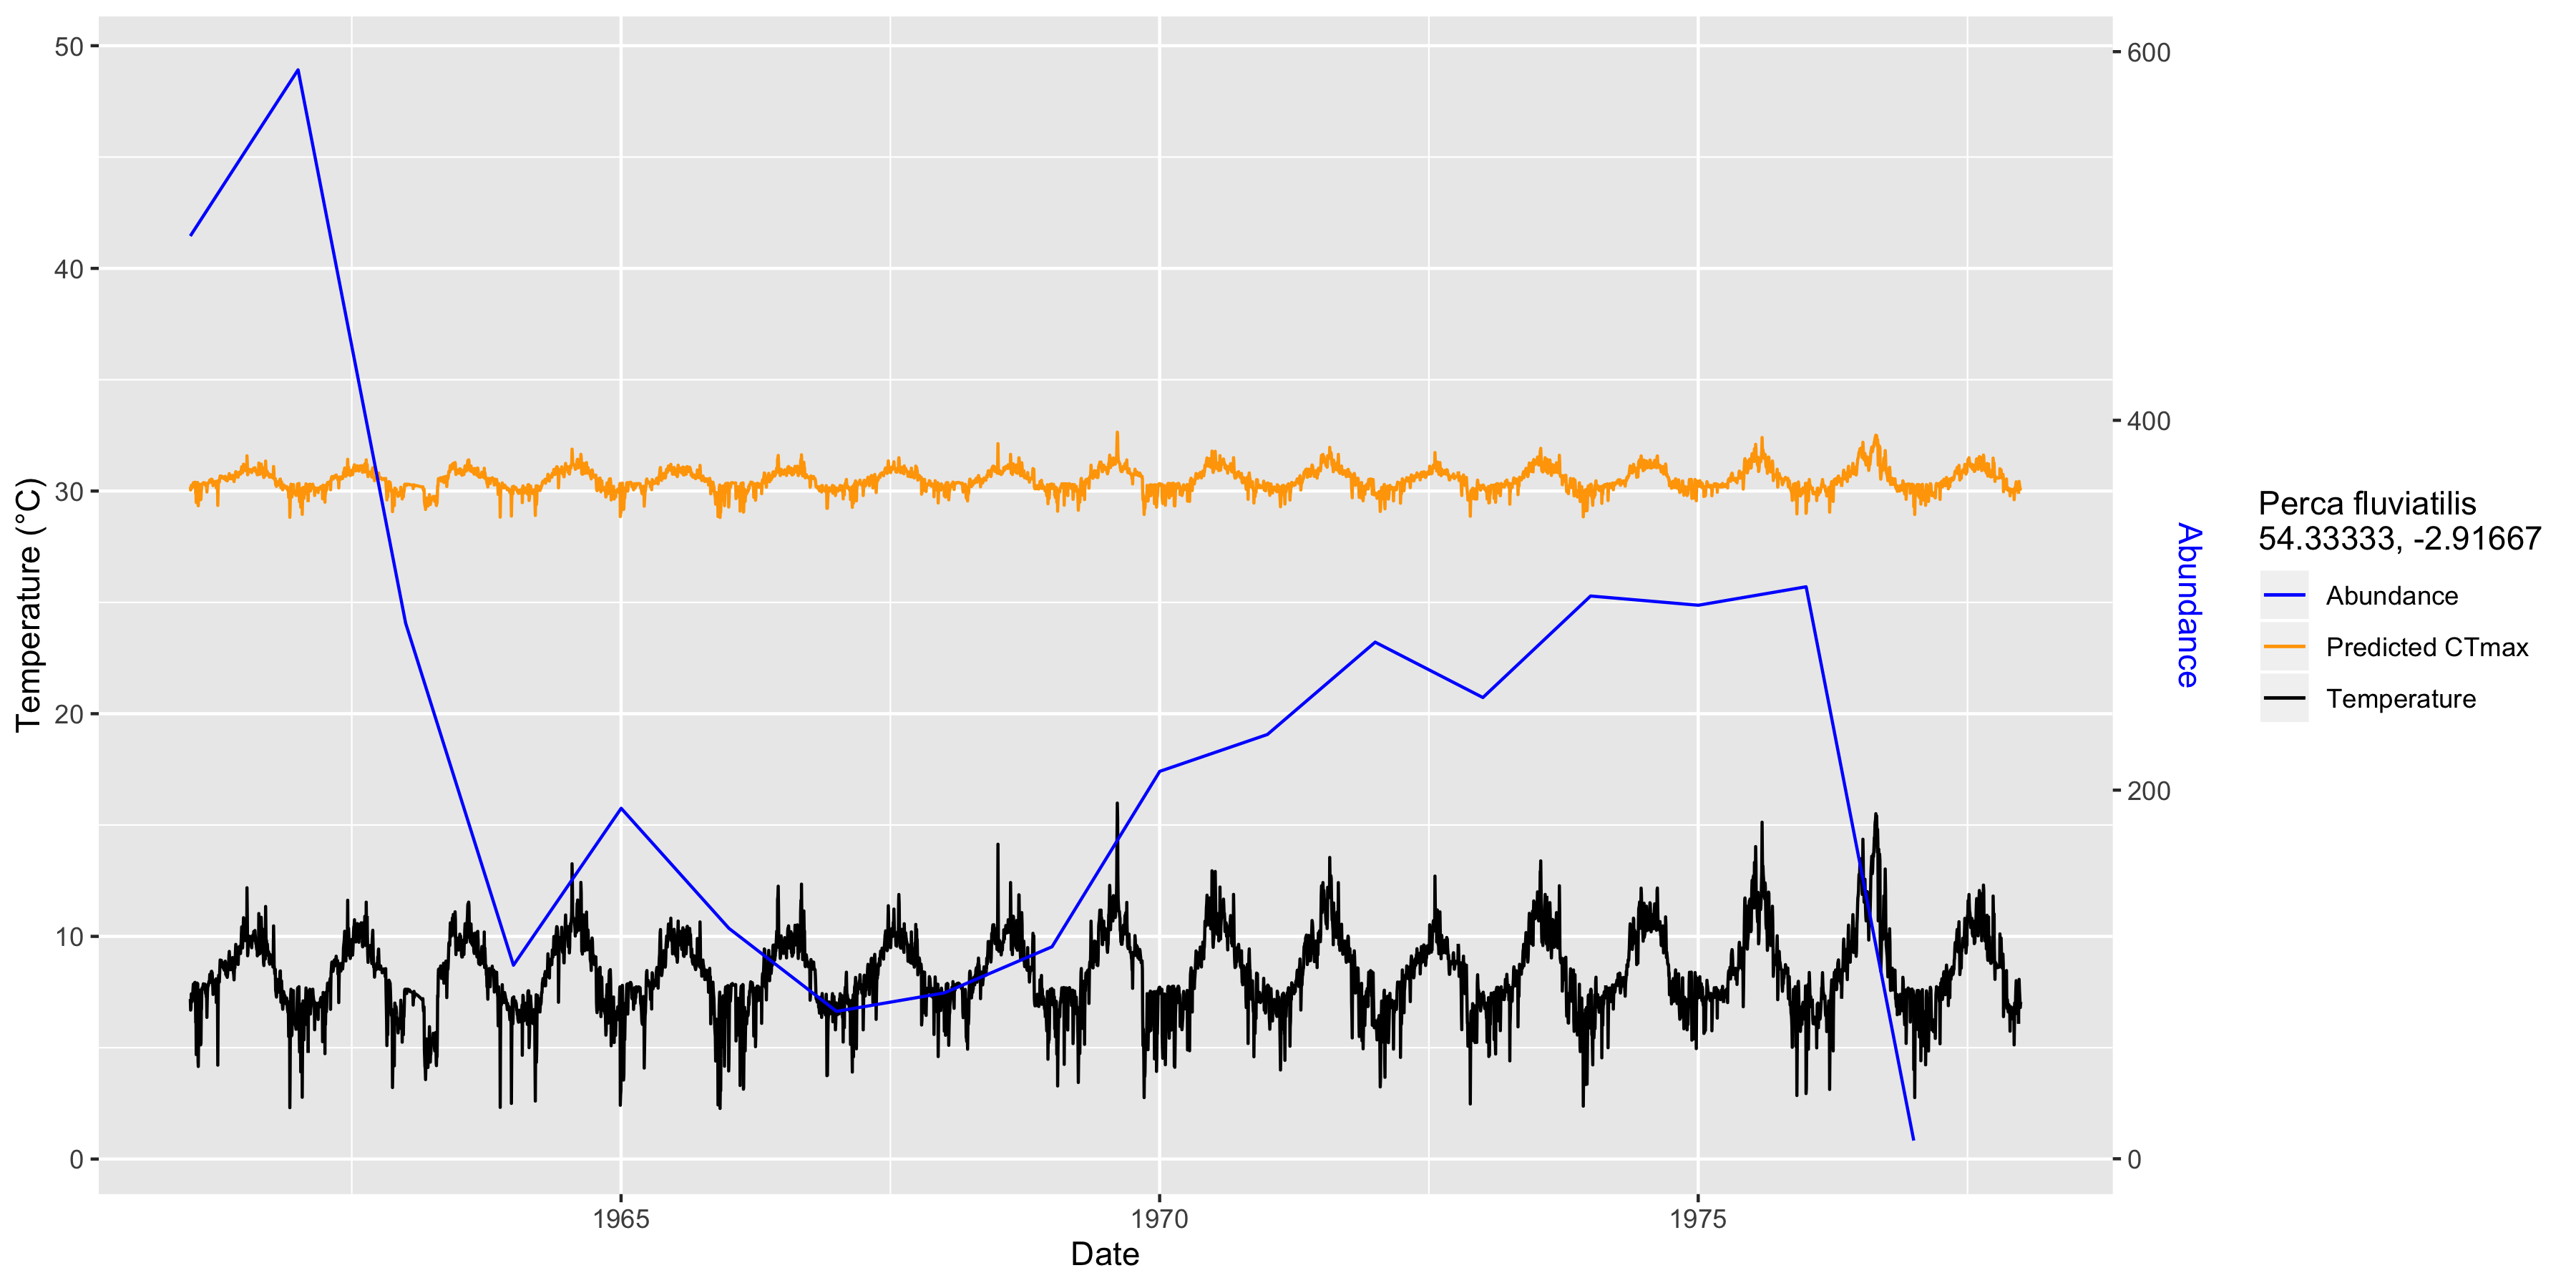 50
40
30
20
10
0
Temperature (°C)
600
400
200
0
Abundance
1965
1970
1975
Date
Perca fluviatilis
54.33333, -2.91667
Abundance
Predicted CTmax
Temperature